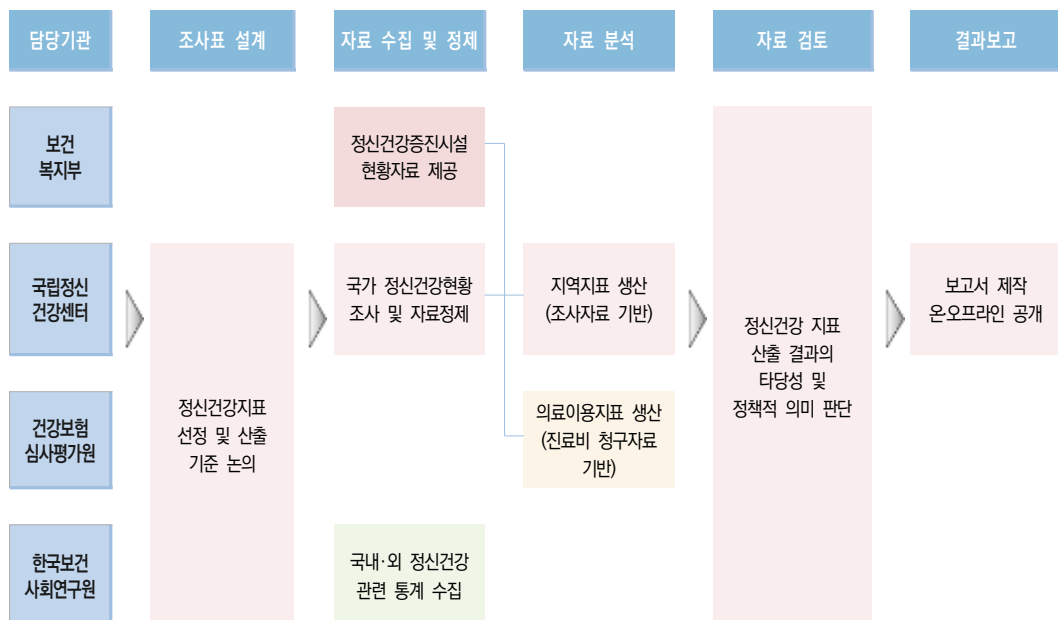 담당기관
조사표 설계
자료 수집 및 정제
자료 분석
자료 검토
결과보고
보건
복지부
정신건강증진시설
현황자료 제공
국립정신
건강센터
국가 정신건강현황
조사 및 자료정제
지역지표 생산
(조사자료 기반)
보고서 제작
온·오프라인 공개
정신건강 지표
산출 결과의
타당성 및
정책적 의미 판단
건강보험
심사평가원
정신건강지표
선정 및 산출
기준 논의
의료이용지표 생산
(진료비 청구자료
기반)
한국보건
사회연구원
국내·외 정신건강
관련 통계 수집